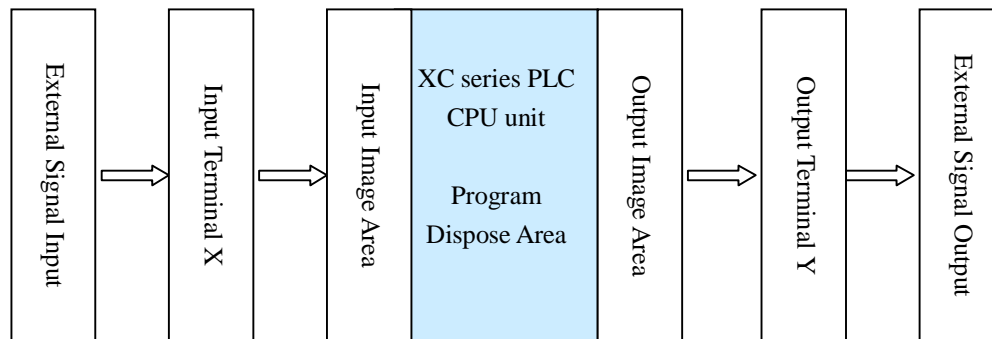 External Signal Input
Input Terminal X
Input Image Area
XC series PLC
CPU unit
Program
Dispose Area
Output Image Area
Output Terminal Y
External Signal Output